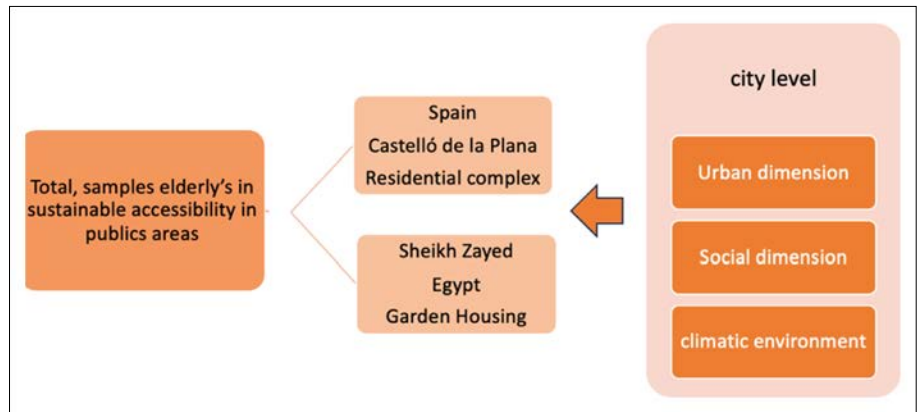 Total, samples elderly's in
sustainable accessibility in
publics areas
Spain
Castelló de la Plana
Residential complex
Sheikh Zayed
Egypt
Garden Housing
city level
Urban dimension
Social dimension
climatic environment